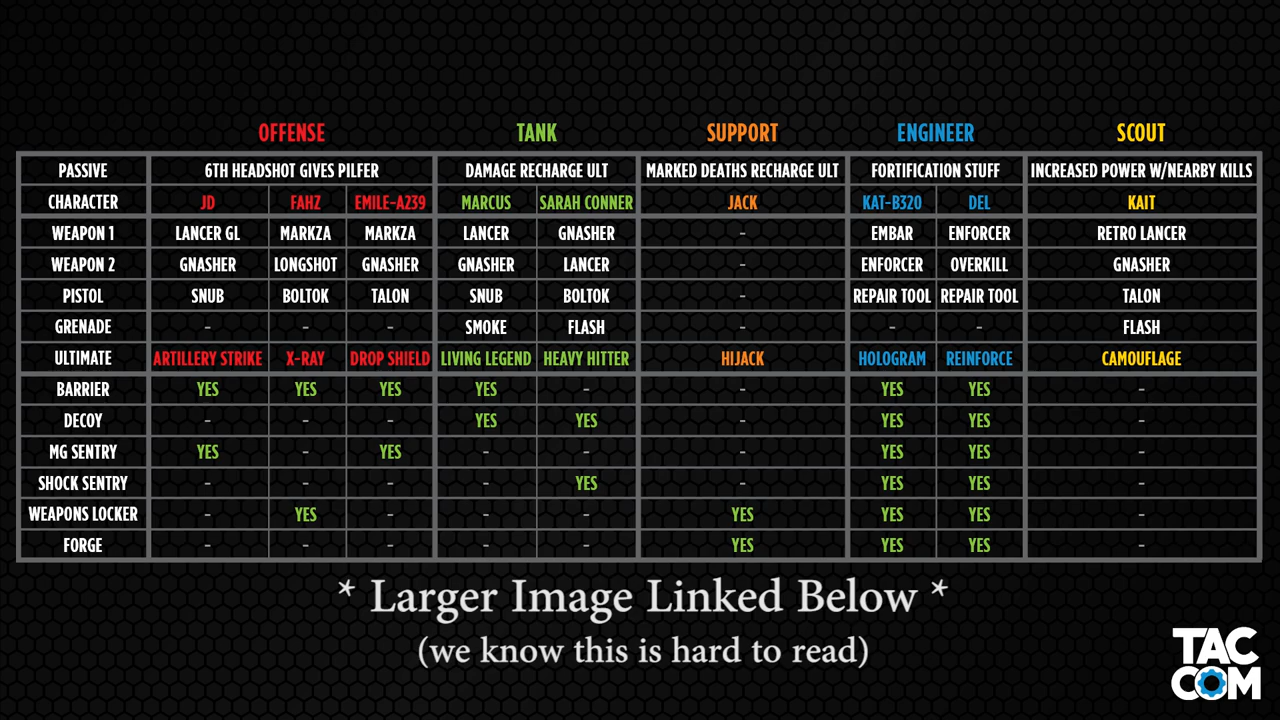 OFFENSE TANK SUPPORT ENGINEER SCOUT
PASSIVE 6TH HEADSHOT GIVES PILFER DAMAGE RECHARGE ULT MARKED DEATHS RECHARGE ULT FORTIFICATION STUFF INCREASED POWER W/NEARBY KILLS
CHARACTER JD FAHZ EMILE-A239 MARCUS SARAH CONNER JACK KAT-B320 DEL KAIT
WEAPON 1 LANCER GL MARKZA MARKZA LANCER GNASHER - EMBAR ENFORCER RETRO LANCER
WEAPON 2 GNASHER LONGSHOT GNASHER GNASHER LANCER - ENFORCER OVERKILL GNASHER
PISTOL SNUB BOLTOK TALON SNUB BOLTOK - REPAIR TOOL REPAIR TOOL TALON
GRENADE - - - SMOKE FLASH - - - FLASH
ULTIMATE ARTILLERY STRIKE X-RAY DROP SHIELD LIVING LEGEND HEAVY HITTER HIJACK HOLOGRAM REINFORCE CAMOUFLAGE
BARRIER YES YES YES YES - - YES YES -
DECOY - - - YES YES - YES YES -
MG SENTRY YES - YES - - - YES YES -
SHOCK SENTRY - - - - YES - YES YES -
WEAPONS LOCKER - YES - - - YES YES YES -
FORGE - - - - - YES YES YES -
* Larger Image Linked Below *
(we know this is hard to read)
TAC
COM